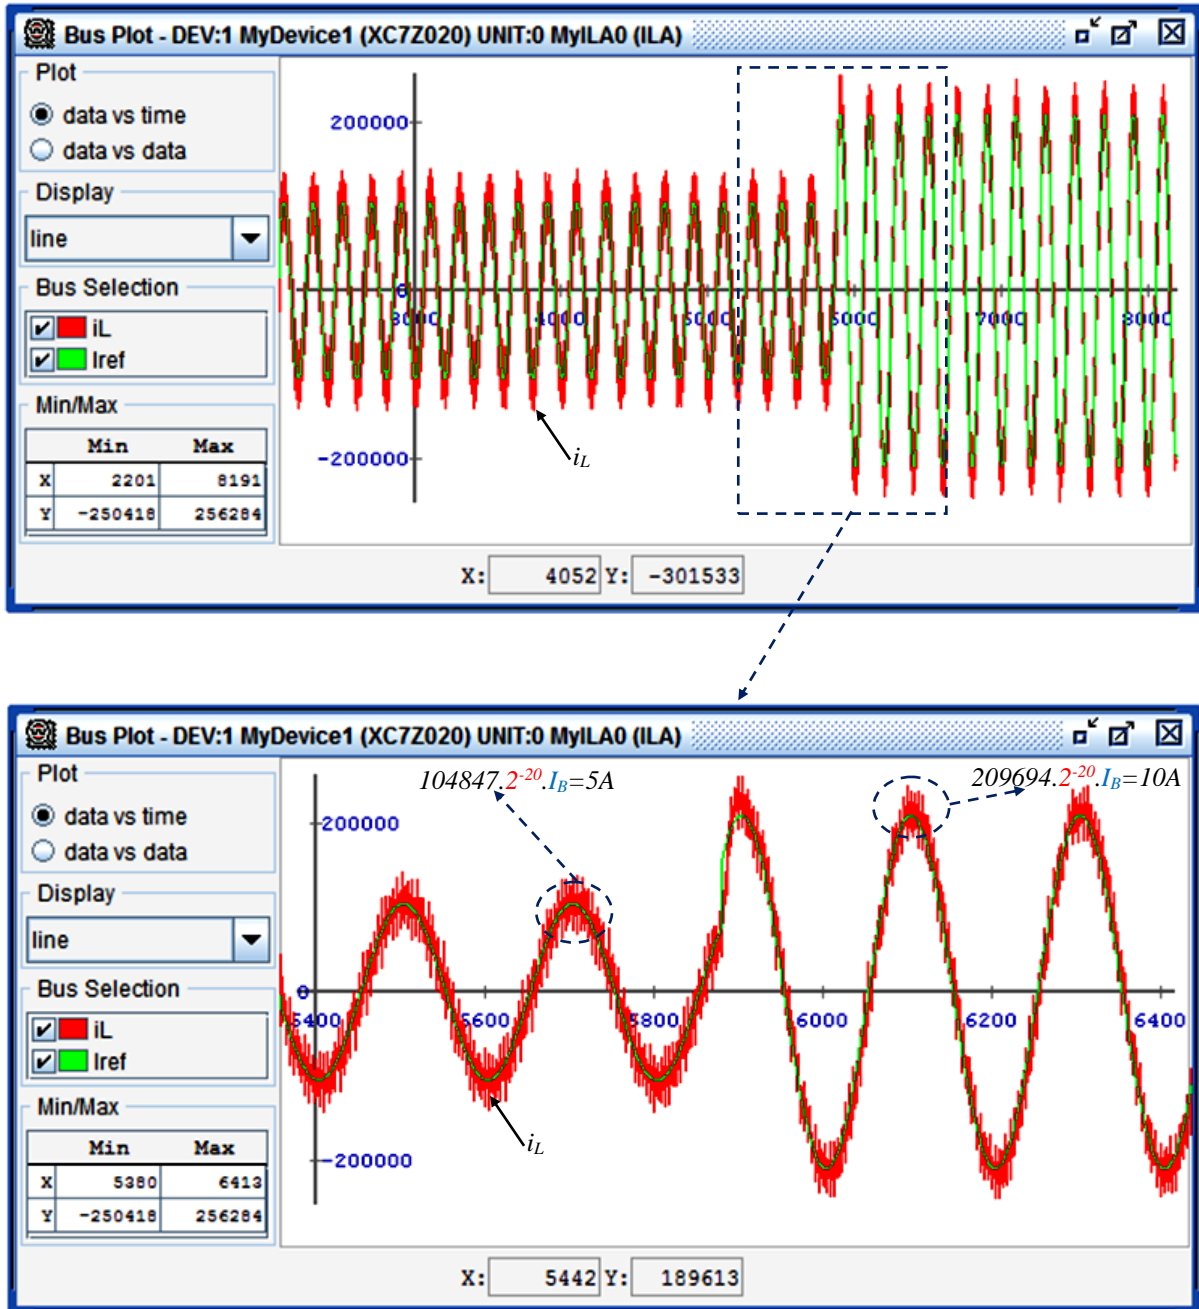 Bus Plot - DEV:1 MyDevice1 (XC7Z020) UNIT:0 MyILA0 (ILA)
Plot
data vs time
data vs data
Display
line
Bus Selection
iL
Iref
Min/Max
Min Max
X 2201 8191
Y -250418 256284
200000
0
3000 4000 5000 6000 7000 8000
-200000
iL
X: 4052 Y: -301533
Bus Plot - DEV:1 MyDevice1 (XC7Z020) UNIT:0 MyILA0 (ILA)
Plot
data vs time
data vs data
Display
line
Bus Selection
iL
Iref
Min/Max
Min Max
X 5380 6413
Y -250418 256284
104847.2⁻²⁰.I_B=5A 209694.2⁻²⁰.I_B=10A
200000
0
5400 5600 5800 6000 6200 6400
-200000
iL
X: 5442 Y: 189613